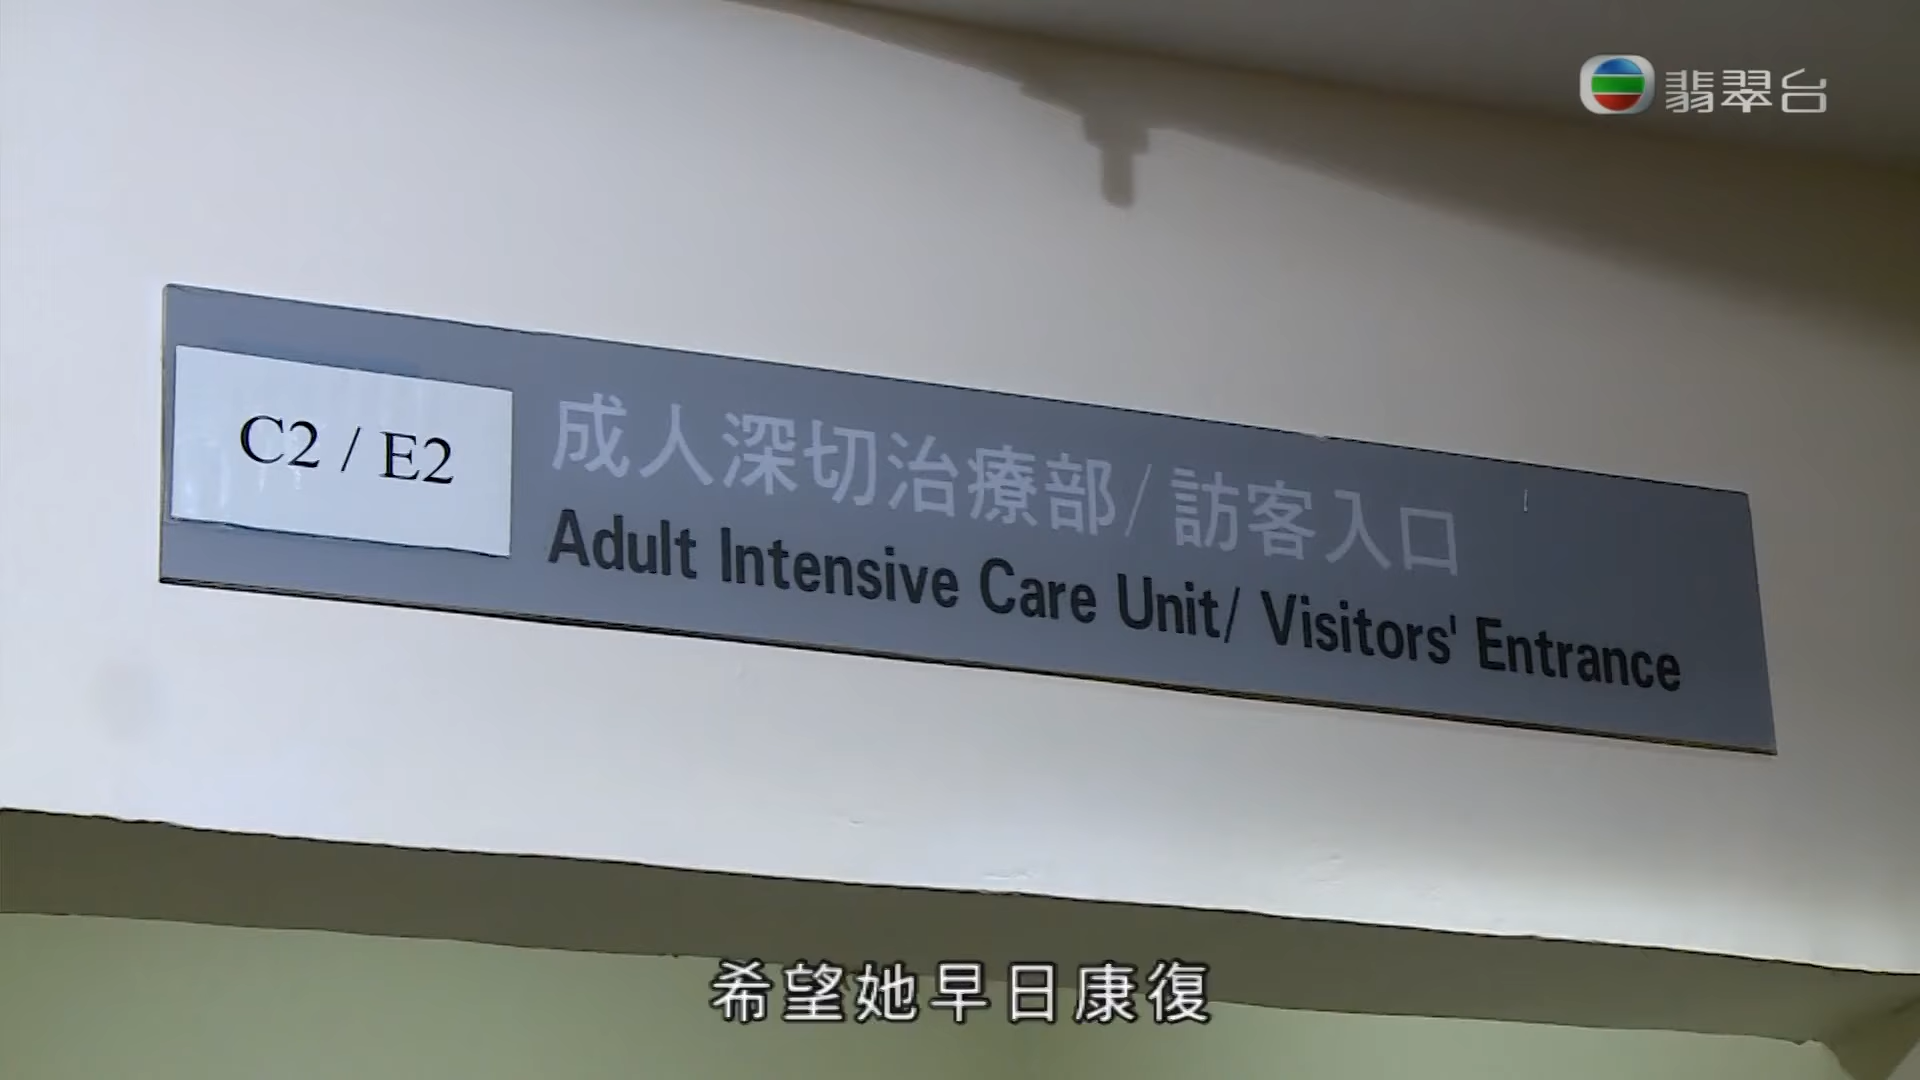 翡翠台
C2 / E2
成人深切治療部/ 訪客入口
Adult Intensive Care Unit/ Visitors' Entrance
希望她早日康復